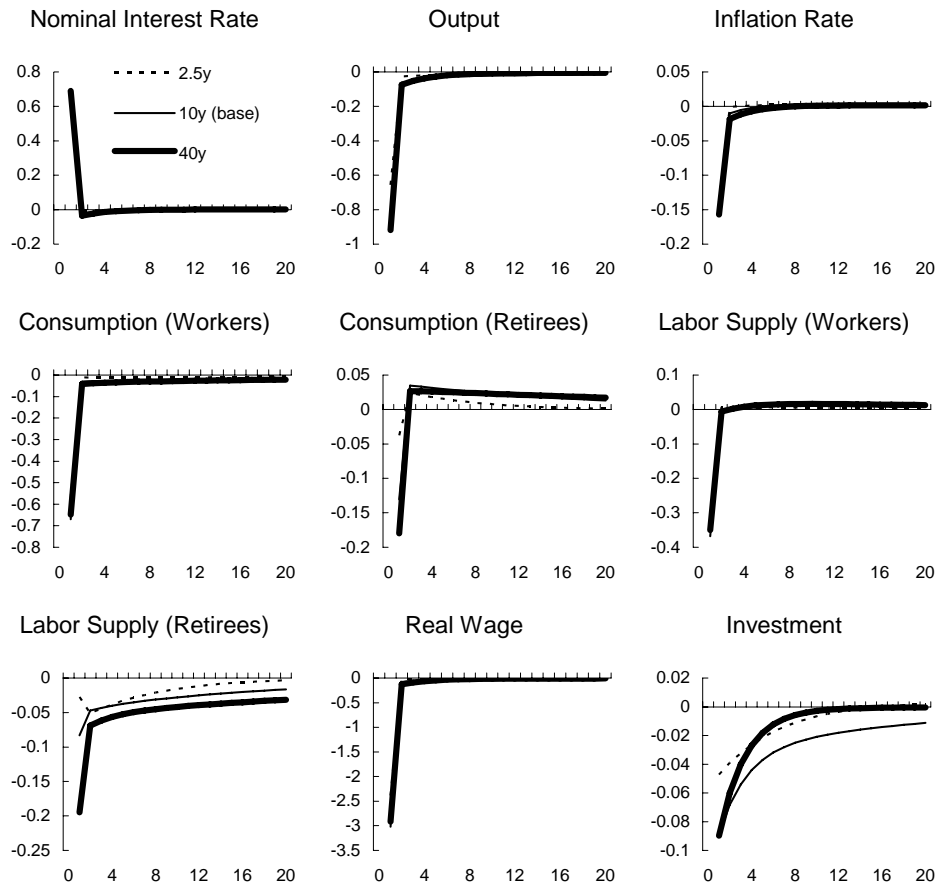 Nominal Interest Rate
0.8
0.6
0.4
0.2
0
-0.2
2.5y
10y (base)
40y
0 4 8 12 16 20
Output
0
-0.2
-0.4
-0.6
-0.8
-1
0 4 8 12 16 20
Inflation Rate
0.05
0
-0.05
-0.1
-0.15
-0.2
0 4 8 12 16 20
Consumption (Workers)
0
-0.1
-0.2
-0.3
-0.4
-0.5
-0.6
-0.7
-0.8
0 4 8 12 16 20
Consumption (Retirees)
0.05
0
-0.05
-0.1
-0.15
-0.2
0 4 8 12 16 20
Labor Supply (Workers)
0.1
0
-0.1
-0.2
-0.3
-0.4
0 4 8 12 16 20
Labor Supply (Retirees)
0
-0.05
-0.1
-0.15
-0.2
-0.25
0 4 8 12 16 20
Real Wage
0
-0.5
-1
-1.5
-2
-2.5
-3
-3.5
0 4 8 12 16 20
Investment
0.02
0
-0.02
-0.04
-0.06
-0.08
-0.1
0 4 8 12 16 20